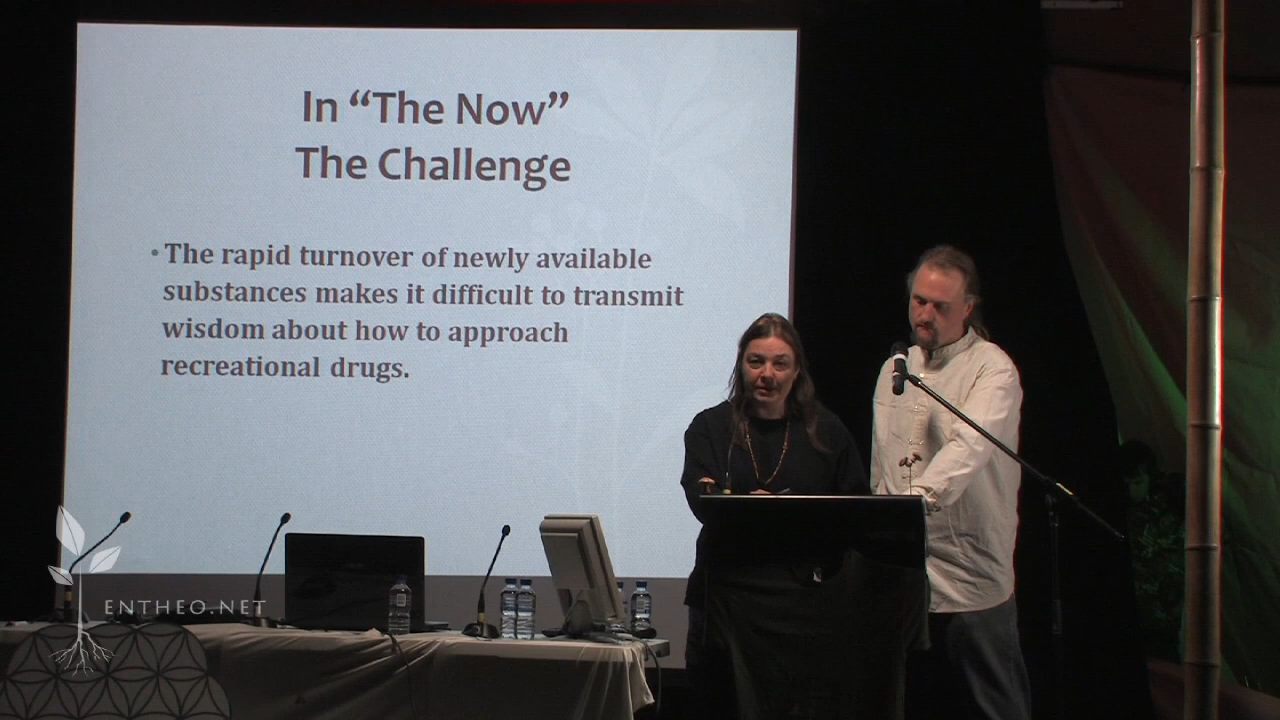 In “The Now”
The Challenge
• The rapid turnover of newly available
substances makes it difficult to transmit
wisdom about how to approach
recreational drugs.
ENTHEO.NET